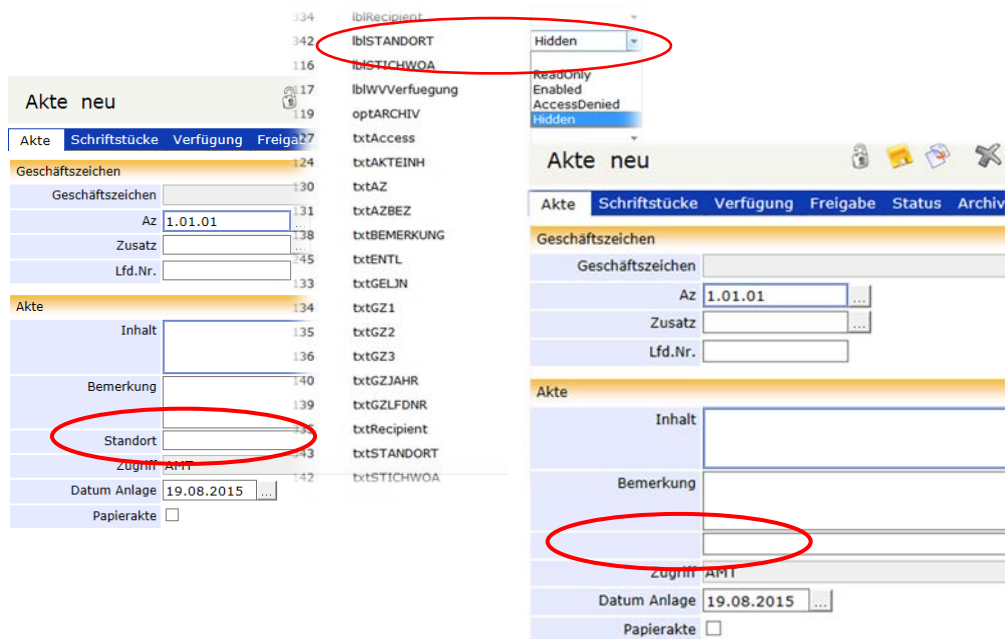 334 lblRecipient
342 lblSTANDORT Hidden
116 lblSTICHWOA
117 lblWVVerfuegung
119 optARCHIV
27 txtAccess
124 txtAKTEINH
130 txtAZ
131 txtAZBEZ
138 txtBEMERKUNG
245 txtENTL
133 txtGELJN
134 txtGZ1
135 txtGZ2
136 txtGZ3
140 txtGZJAHR
139 txtGZLFDNR
335 txtRecipient
343 txtSTANDORT
142 txtSTICHWOA
ReadOnly
Enabled
AccessDenied
Hidden
Akte neu
Akte Schriftstücke Verfügung
Geschäftszeichen
Geschäftszeichen
Az 1.01.01
Zusatz
Lfd.Nr.
Akte
Inhalt
Bemerkung
Standort
Zugriff AMT
Datum Anlage 19.08.2015 ...
Papierakte
Akte neu
Akte Schriftstücke Verfügung Freigabe Status Archiv
Geschäftszeichen
Geschäftszeichen
Az 1.01.01 ...
Zusatz ...
Lfd.Nr.
Akte
Inhalt
Bemerkung
Zugriff AMT
Datum Anlage 19.08.2015 ...
Papierakte